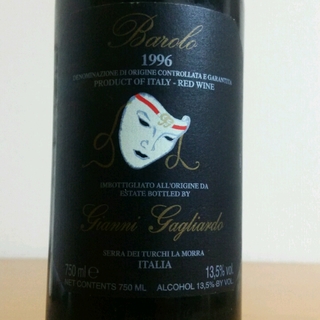 Barolo
1996
DENOMINAZIONE DI ORIGINE CONTROLLATA E GARANTITA
PRODUCT OF ITALY - RED WINE
B
IMBOTTIGLIATO ALL'ORIGINE DA
ESTATE BOTTLED BY
Gianni Gagliardo
SERRA DEI TURCHI LA MORRA
750 ml e ITALIA 13,5% vol.
NET CONTENTS 750 ML ALCOHOL 13,5% BY VOL.